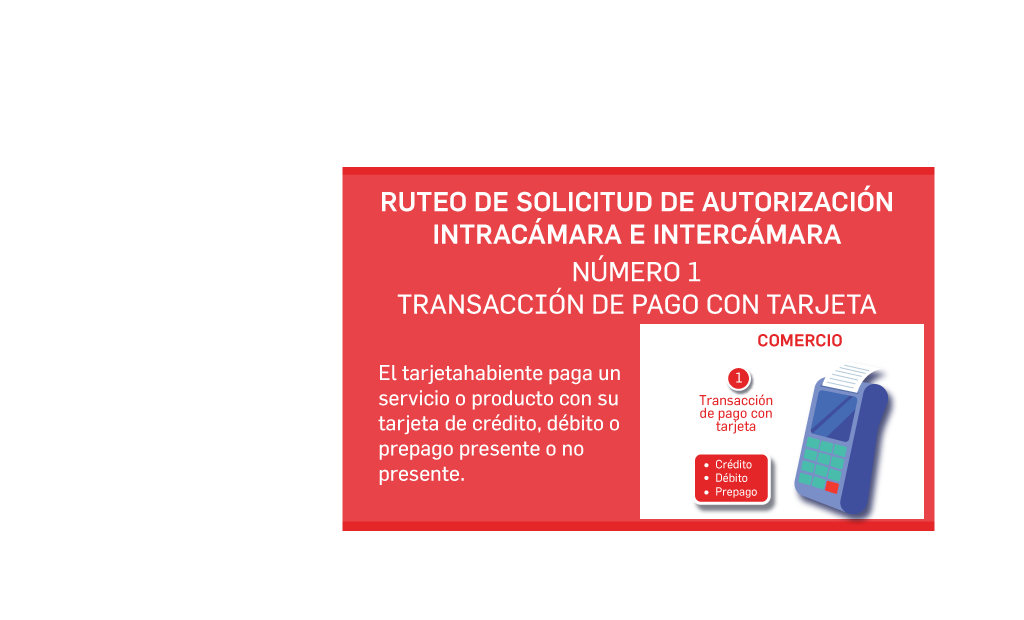 RUTEO DE SOLICITUD DE AUTORIZACIÓN
INTRACÁMARA E INTERCÁMARA
NÚMERO 1
TRANSACCIÓN DE PAGO CON TARJETA
El tarjetahabiente paga un
servicio o producto con su
tarjeta de crédito, débito o
prepago presente o no
presente.
COMERCIO
1
Transacción
de pago con
tarjeta
• Crédito
• Débito
• Prepago